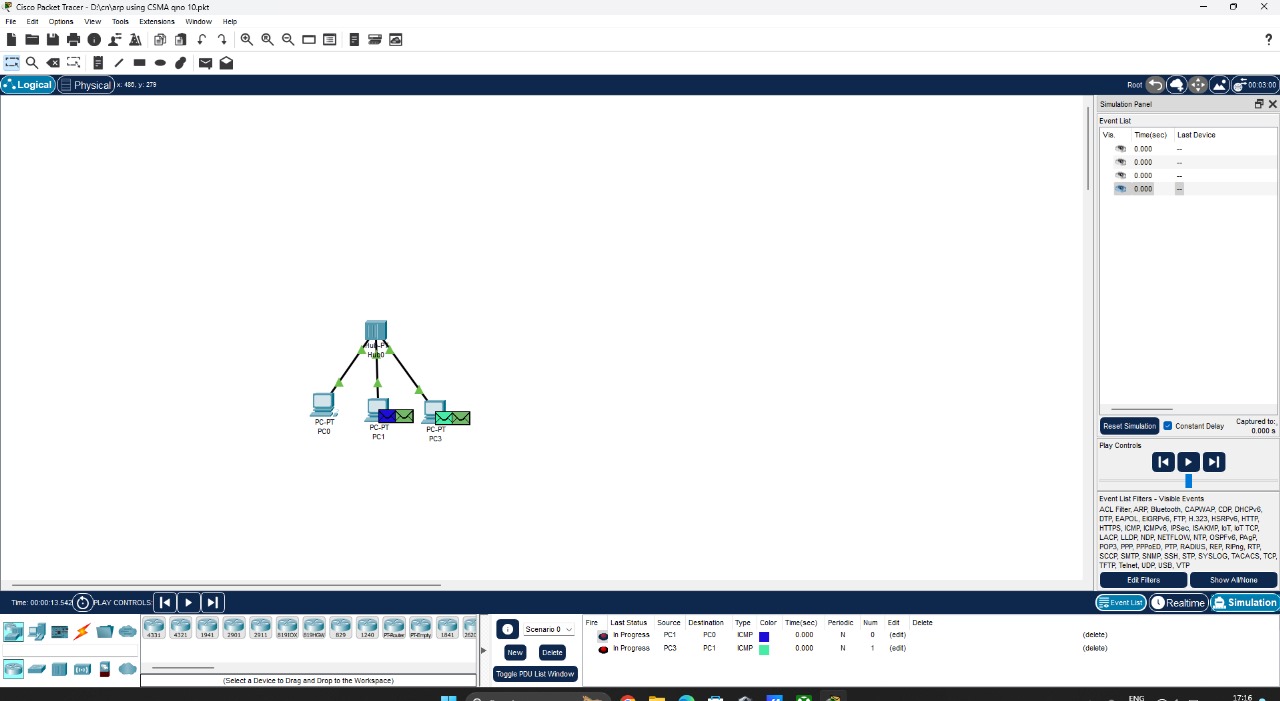 Cisco Packet Tracer - D:\cn\arp using CSMA qno 10.pkt
File Edit Options View Tools Extensions Window Help
?
Logical Physical x: 486, y: 279
Root 00:03:00
Simulation Panel
Event List
Vis. Time(sec) Last Device
0.000 --
0.000 --
0.000 --
0.000 --
Hub-PT
Hub0
PC-PT
PC0
PC-PT
PC1
PC-PT
PC3
Reset Simulation Constant Delay Captured to:
0.000 s
Play Controls
Event List Filters - Visible Events
ACL Filter, ARP, Bluetooth, CAPWAP, CDP, DHCPv6,
DTP, EAPOL, EIGRPv6, FTP, H.323, HSRPv6, HTTP,
HTTPS, ICMP, ICMPv6, IPSec, ISAKMP, IoT, IoT TCP,
LACP, LLDP, NDP, NETFLOW, NTP, OSPFv6, PAgP,
POP3, PPP, PPPoED, PTP, RADIUS, REP, RIPng, RTP,
SCCP, SMTP, SNMP, SSH, STP, SYSLOG, TACACS, TCP,
TFTP, Telnet, UDP, USB, VTP
Edit Filters Show All/None
Time: 00:00:13.542 PLAY CONTROLS:
Event List Realtime Simulation
4331 4321 1941 2901 2911 819IOX 819HGW 829 1240 PT-Router PT-Empty 1841 2620
(Select a Device to Drag and Drop to the Workspace)
Scenario 0
New Delete
Toggle PDU List Window
Fire Last Status Source Destination Type Color Time(sec) Periodic Num Edit Delete
In Progress PC1 PC0 ICMP 0.000 N 0 (edit) (delete)
In Progress PC3 PC1 ICMP 0.000 N 1 (edit) (delete)
ENG 17:16